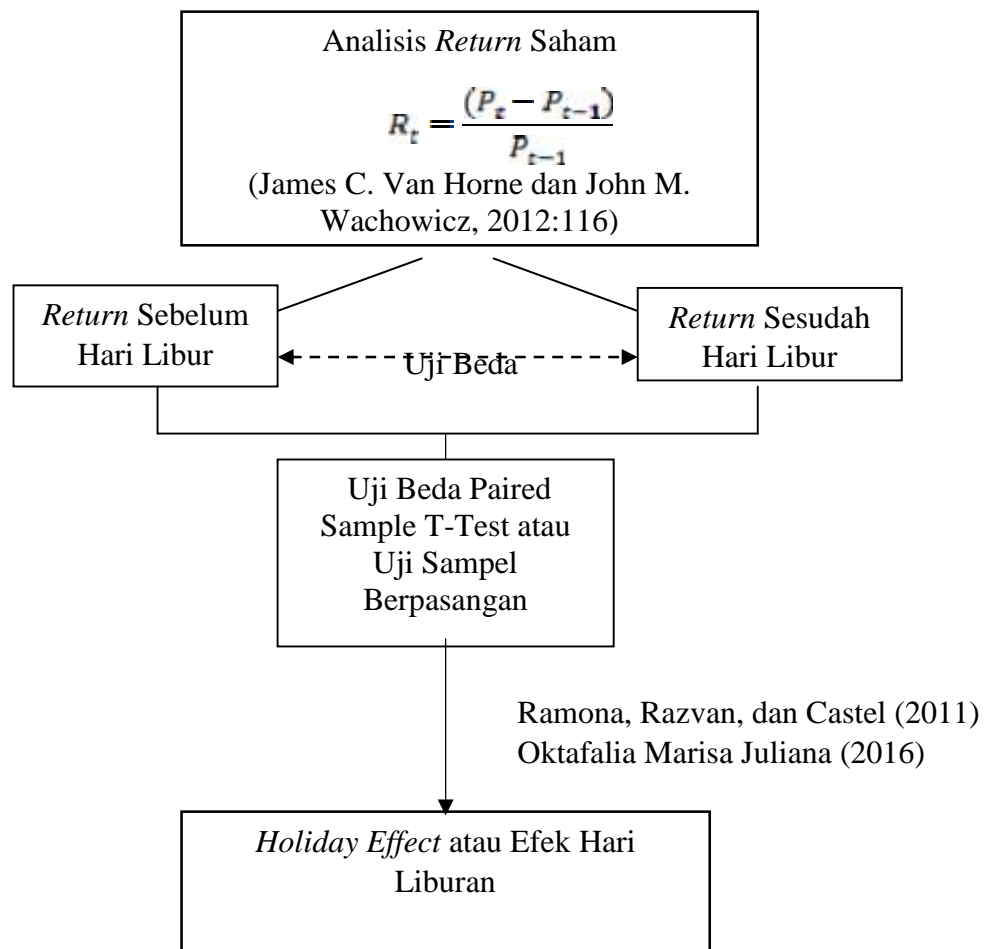 Analisis Return Saham
R_t = (P_t − P_{t−1}) / P_{t−1}
(James C. Van Horne dan John M.
Wachowicz, 2012:116)
Return Sebelum
Hari Libur
Uji Beda
Return Sesudah
Hari Libur
Uji Beda Paired
Sample T-Test atau
Uji Sampel
Berpasangan
Ramona, Razvan, dan Castel (2011)
Oktafalia Marisa Juliana (2016)
Holiday Effect atau Efek Hari
Liburan